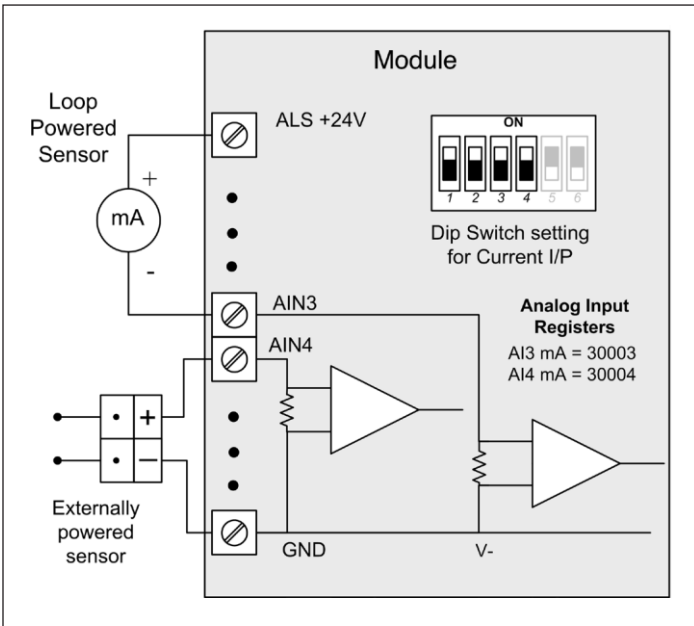 Module
Loop
Powered
Sensor
ALS +24V
ON
1 2 3 4 5 6
+
mA
-
Dip Switch setting
for Current I/P
AIN3
Analog Input
Registers
AI3 mA = 30003
AI4 mA = 30004
AIN4
+
−
Externally
powered
sensor
GND
V-